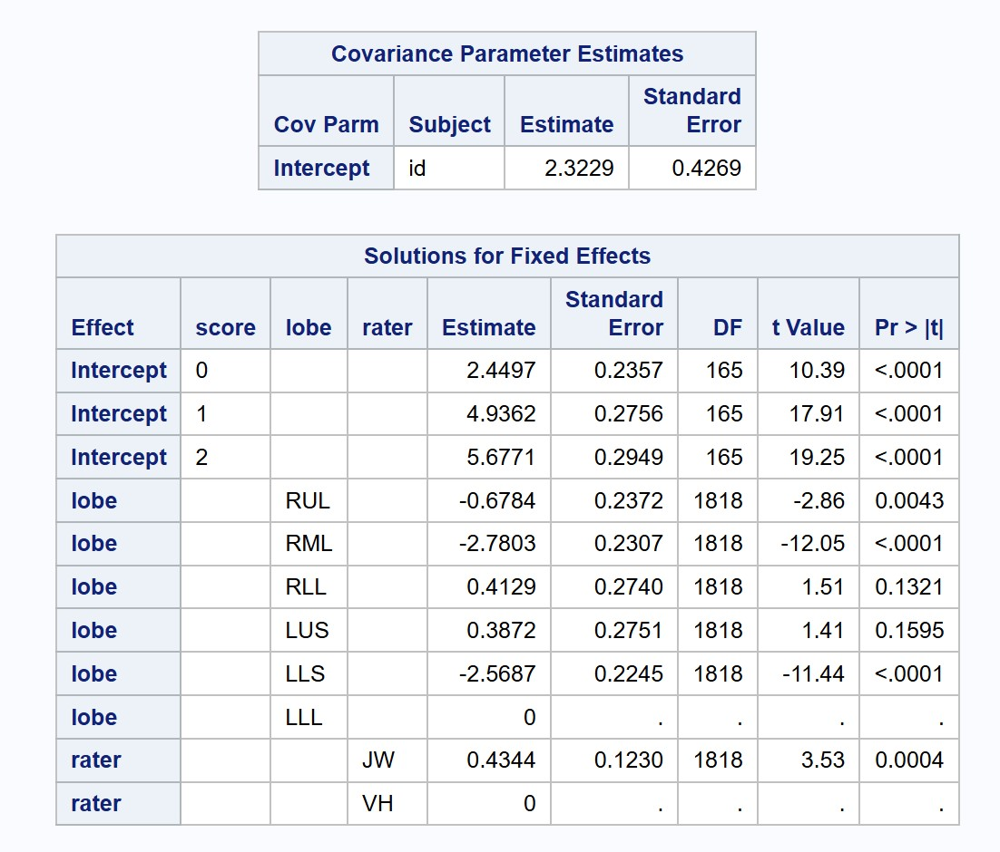 Covariance Parameter Estimates
Cov Parm Subject Estimate Standard Error
Intercept id 2.3229 0.4269
Solutions for Fixed Effects
Effect score lobe rater Estimate Standard Error DF t Value Pr > |t|
Intercept 0 2.4497 0.2357 165 10.39 <.0001
Intercept 1 4.9362 0.2756 165 17.91 <.0001
Intercept 2 5.6771 0.2949 165 19.25 <.0001
lobe RUL -0.6784 0.2372 1818 -2.86 0.0043
lobe RML -2.7803 0.2307 1818 -12.05 <.0001
lobe RLL 0.4129 0.2740 1818 1.51 0.1321
lobe LUS 0.3872 0.2751 1818 1.41 0.1595
lobe LLS -2.5687 0.2245 1818 -11.44 <.0001
lobe LLL 0 . . . .
rater JW 0.4344 0.1230 1818 3.53 0.0004
rater VH 0 . . . .